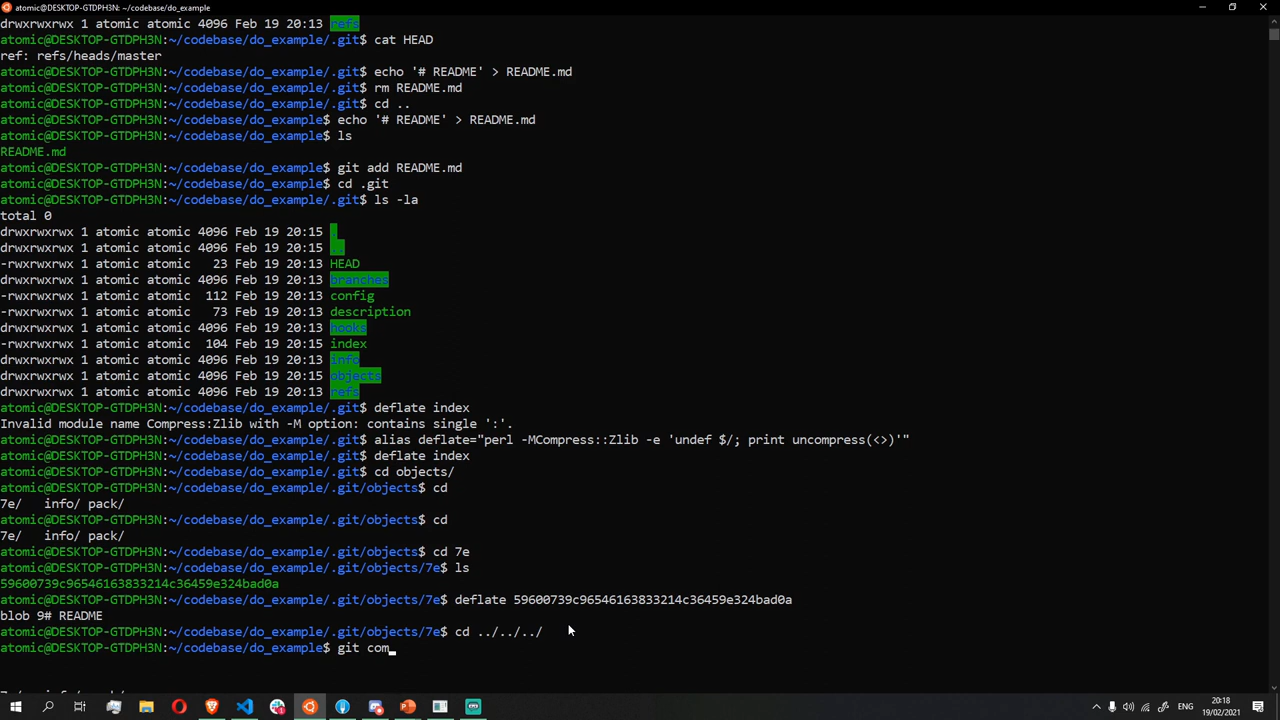 atomic@DESKTOP-GTDPH3N: ~/codebase/do_example
drwxrwxrwx 1 atomic atomic 4096 Feb 19 20:13 refs
atomic@DESKTOP-GTDPH3N:~/codebase/do_example/.git$ cat HEAD
ref: refs/heads/master
atomic@DESKTOP-GTDPH3N:~/codebase/do_example/.git$ echo '# README' > README.md
atomic@DESKTOP-GTDPH3N:~/codebase/do_example/.git$ rm README.md
atomic@DESKTOP-GTDPH3N:~/codebase/do_example/.git$ cd ..
atomic@DESKTOP-GTDPH3N:~/codebase/do_example$ echo '# README' > README.md
atomic@DESKTOP-GTDPH3N:~/codebase/do_example$ ls
README.md
atomic@DESKTOP-GTDPH3N:~/codebase/do_example$ git add README.md
atomic@DESKTOP-GTDPH3N:~/codebase/do_example$ cd .git
atomic@DESKTOP-GTDPH3N:~/codebase/do_example/.git$ ls -la
total 0
drwxrwxrwx 1 atomic atomic 4096 Feb 19 20:15 .
drwxrwxrwx 1 atomic atomic 4096 Feb 19 20:15 ..
-rwxrwxrwx 1 atomic atomic   23 Feb 19 20:13 HEAD
drwxrwxrwx 1 atomic atomic 4096 Feb 19 20:13 branches
-rwxrwxrwx 1 atomic atomic  112 Feb 19 20:13 config
-rwxrwxrwx 1 atomic atomic   73 Feb 19 20:13 description
drwxrwxrwx 1 atomic atomic 4096 Feb 19 20:13 hooks
-rwxrwxrwx 1 atomic atomic  104 Feb 19 20:15 index
drwxrwxrwx 1 atomic atomic 4096 Feb 19 20:13 info
drwxrwxrwx 1 atomic atomic 4096 Feb 19 20:15 objects
drwxrwxrwx 1 atomic atomic 4096 Feb 19 20:13 refs
atomic@DESKTOP-GTDPH3N:~/codebase/do_example/.git$ deflate index
Invalid module name Compress:Zlib with -M option: contains single ':'.
atomic@DESKTOP-GTDPH3N:~/codebase/do_example/.git$ alias deflate="perl -MCompress::Zlib -e 'undef $/; print uncompress(<>)'"
atomic@DESKTOP-GTDPH3N:~/codebase/do_example/.git$ deflate index
atomic@DESKTOP-GTDPH3N:~/codebase/do_example/.git$ cd objects/
atomic@DESKTOP-GTDPH3N:~/codebase/do_example/.git/objects$ cd
7e/   info/ pack/
atomic@DESKTOP-GTDPH3N:~/codebase/do_example/.git/objects$ cd
7e/   info/ pack/
atomic@DESKTOP-GTDPH3N:~/codebase/do_example/.git/objects$ cd 7e
atomic@DESKTOP-GTDPH3N:~/codebase/do_example/.git/objects/7e$ ls
59600739c96546163833214c36459e324bad0a
atomic@DESKTOP-GTDPH3N:~/codebase/do_example/.git/objects/7e$ deflate 59600739c96546163833214c36459e324bad0a
blob 9# README
atomic@DESKTOP-GTDPH3N:~/codebase/do_example/.git/objects/7e$ cd ../../../
atomic@DESKTOP-GTDPH3N:~/codebase/do_example$ git com_
ENG
20:18
19/02/2021